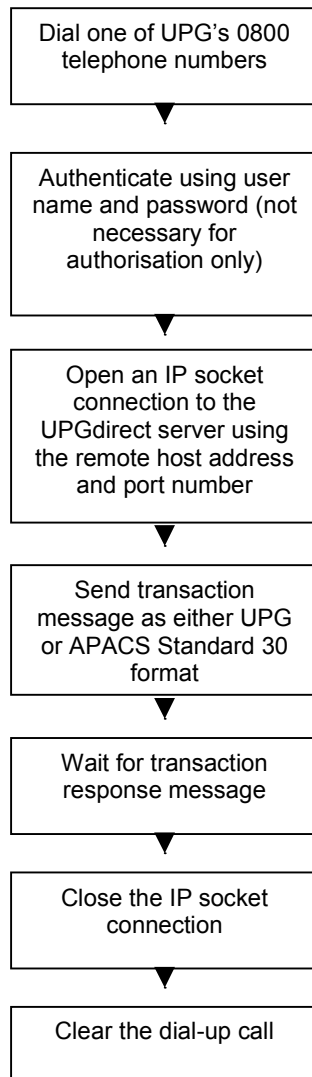 Dial one of UPG's 0800
telephone numbers
Authenticate using user
name and password (not
necessary for
authorisation only)
Open an IP socket
connection to the
UPGdirect server using
the remote host address
and port number
Send transaction
message as either UPG
or APACS Standard 30
format
Wait for transaction
response message
Close the IP socket
connection
Clear the dial-up call